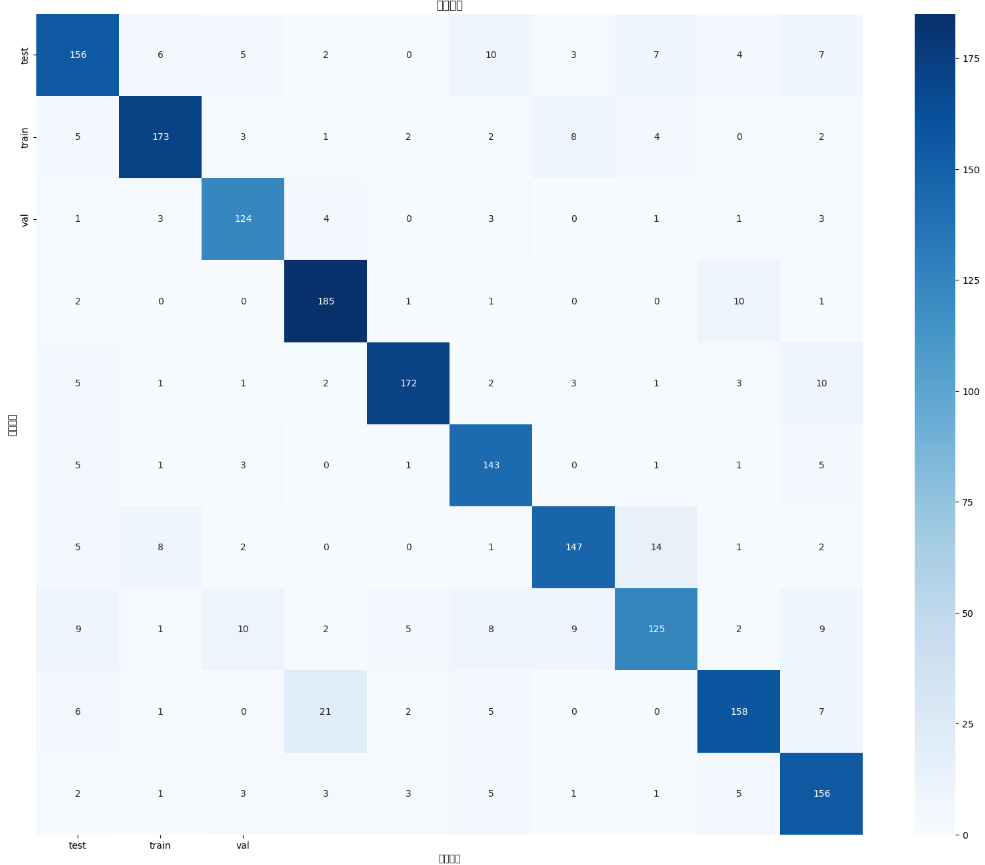 test 156 6 5 2 0 10 3 7 4 7
175
train 5 173 3 1 2 2 8 4 0 2
150
val 1 3 124 4 0 3 0 1 1 3
125
2 0 0 185 1 1 0 0 10 1
100
5 1 1 2 172 2 3 1 3 10
5 1 3 0 1 143 0 1 1 5
75
5 8 2 0 0 1 147 14 1 2
50
9 1 10 2 5 8 9 125 2 9
25
6 1 0 21 2 5 0 0 158 7
2 1 3 3 3 5 1 1 5 156
0
test train val